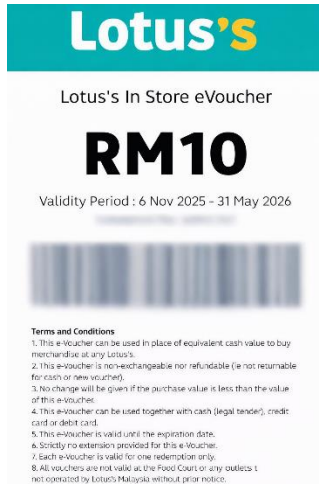 Lotus's
Lotus's In Store eVoucher
RM10
Validity Period : 6 Nov 2025 - 31 May 2026
Terms and Conditions
1. This e-Voucher can be used in place of equivalent cash value to buy
merchandise at any Lotus's.
2. This e-Voucher is non-exchangeable nor refundable (ie not returnable
for cash or new voucher).
3. No change will be given if the purchase value is less than the value
of this e-Voucher.
4. This e-Voucher can be used together with cash (legal tender), credit
card or debit card.
5. This e-Voucher is valid until the expiration date.
6. Strictly no extension provided for this e-Voucher.
7. Each e-Voucher is valid for one redemption only.
8. All vouchers are not valid at the Food Court or any outlets t
not operated by Lotus's Malaysia without prior notice.